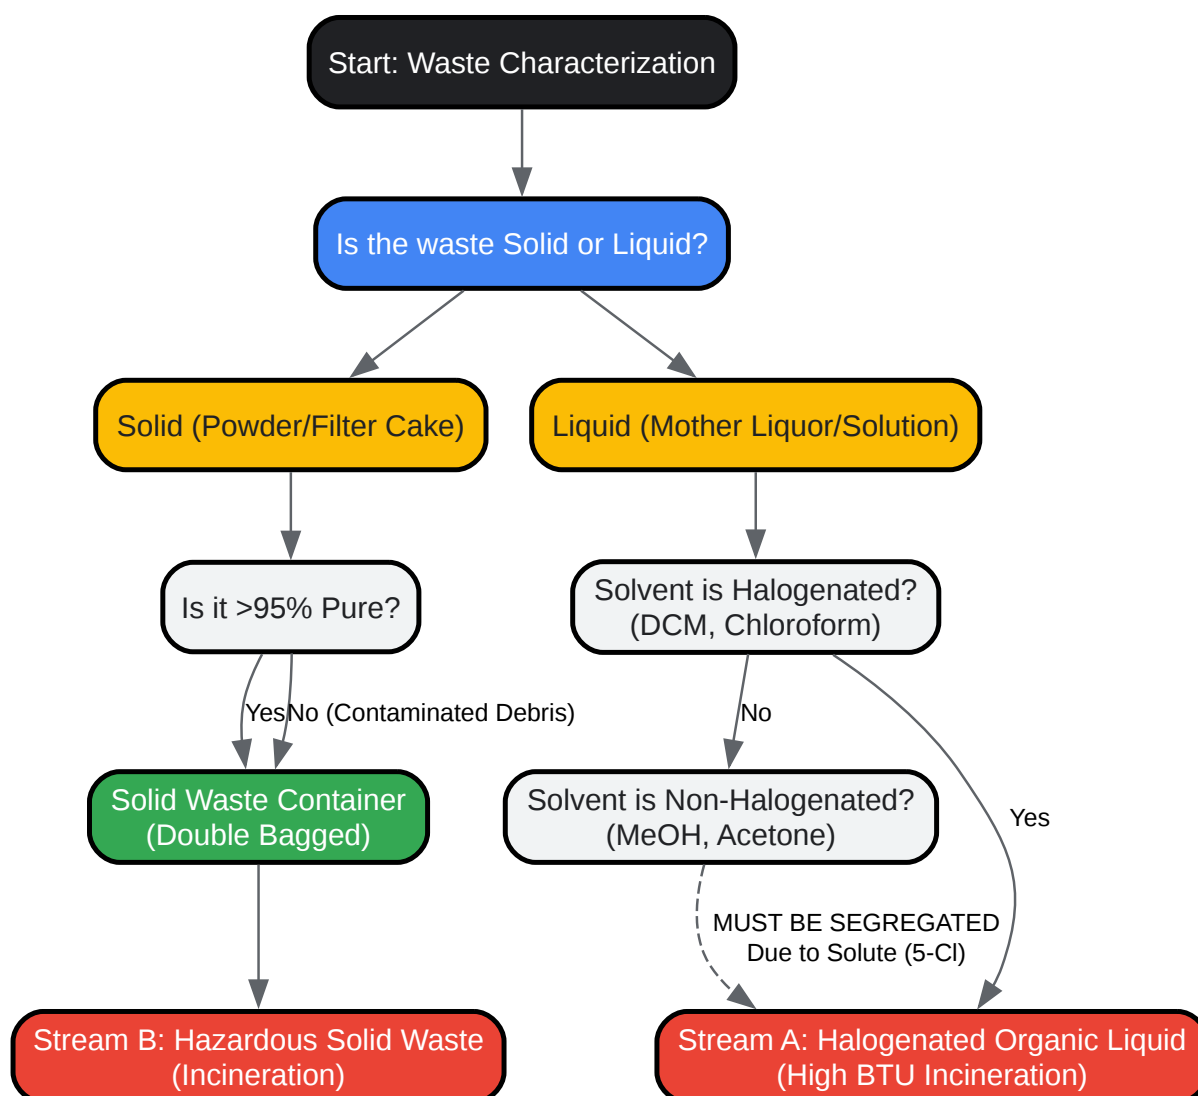 Start: Waste Characterization
Is the waste Solid or Liquid?
Solid (Powder/Filter Cake)
Liquid (Mother Liquor/Solution)
Is it >95% Pure?
Solvent is Halogenated?
(DCM, Chloroform)
Yes
No (Contaminated Debris)
No
Solid Waste Container
(Double Bagged)
Solvent is Non-Halogenated?
(MeOH, Acetone)
Yes
MUST BE SEGREGATED
Due to Solute (5-Cl)
Stream B: Hazardous Solid Waste
(Incineration)
Stream A: Halogenated Organic Liquid
(High BTU Incineration)